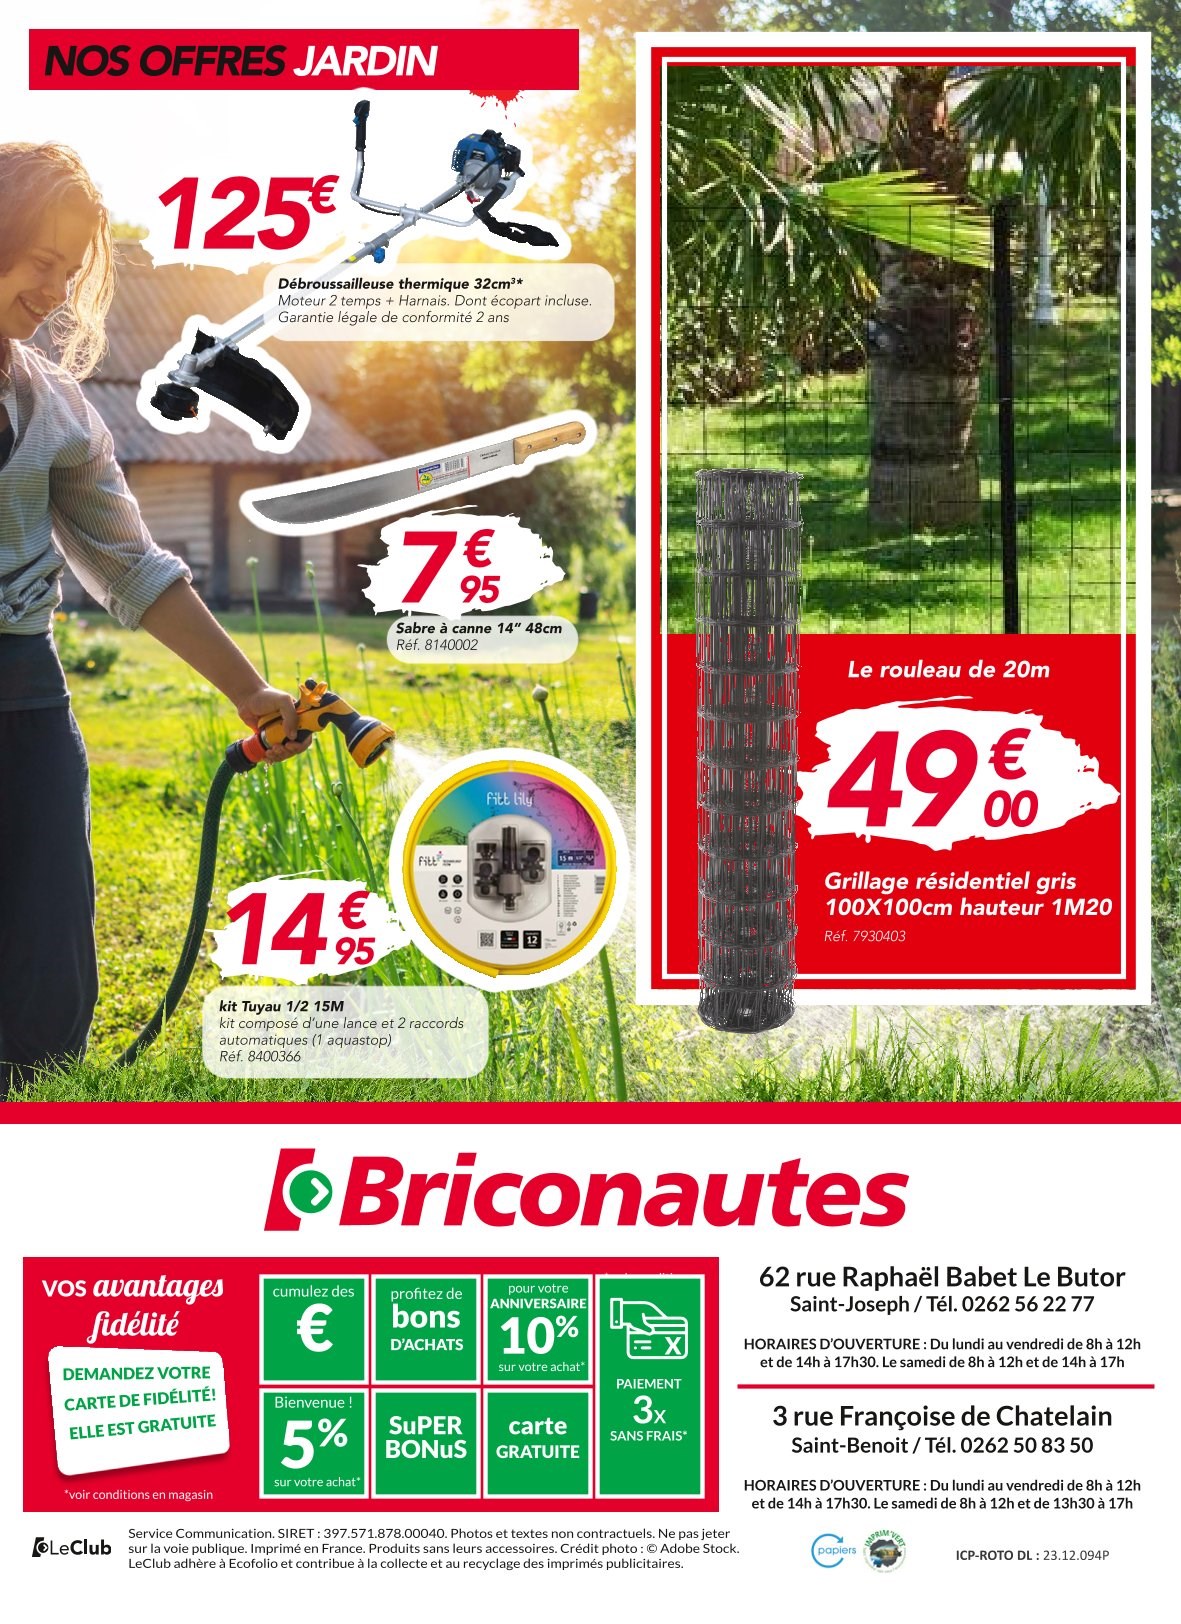 NOS OFFRES JARDIN
125€
Débroussailleuse thermique 32cm³*
Moteur 2 temps + Harnais. Dont écopart incluse.
Garantie légale de conformité 2 ans
7€95
Sabre à canne 14” 48cm
Réf. 8140002
fitt lily
fitt
15 M
12
14€95
kit Tuyau 1/2 15M
kit composé d’une lance et 2 raccords
automatiques (1 aquastop)
Réf. 8400366
Le rouleau de 20m
49€00
Grillage résidentiel gris
100X100cm hauteur 1M20
Réf. 7930403
Briconautes
VOS avantages
fidélité
DEMANDEZ VOTRE
CARTE DE FIDÉLITÉ!
ELLE EST GRATUITE
*voir conditions en magasin
cumulez des
€
profitez de
bons
D’ACHATS
pour votre
ANNIVERSAIRE
10%
sur votre achat*
PAIEMENT
3x
SANS FRAIS*
Bienvenue !
5%
sur votre achat*
SuPER
BONuS
carte
GRATUITE
62 rue Raphaël Babet Le Butor
Saint-Joseph / Tél. 0262 56 22 77
HORAIRES D’OUVERTURE : Du lundi au vendredi de 8h à 12h
et de 14h à 17h30. Le samedi de 8h à 12h et de 14h à 17h
3 rue Françoise de Chatelain
Saint-Benoit / Tél. 0262 50 83 50
HORAIRES D’OUVERTURE : Du lundi au vendredi de 8h à 12h
et de 14h à 17h30. Le samedi de 8h à 12h et de 13h30 à 17h
LeClub
Service Communication. SIRET : 397.571.878.00040. Photos et textes non contractuels. Ne pas jeter
sur la voie publique. Imprimé en France. Produits sans leurs accessoires. Crédit photo : © Adobe Stock.
LeClub adhère à Ecofolio et contribue à la collecte et au recyclage des imprimés publicitaires.
papiers
IMPRIM'VERT
ICP-ROTO DL : 23.12.094P